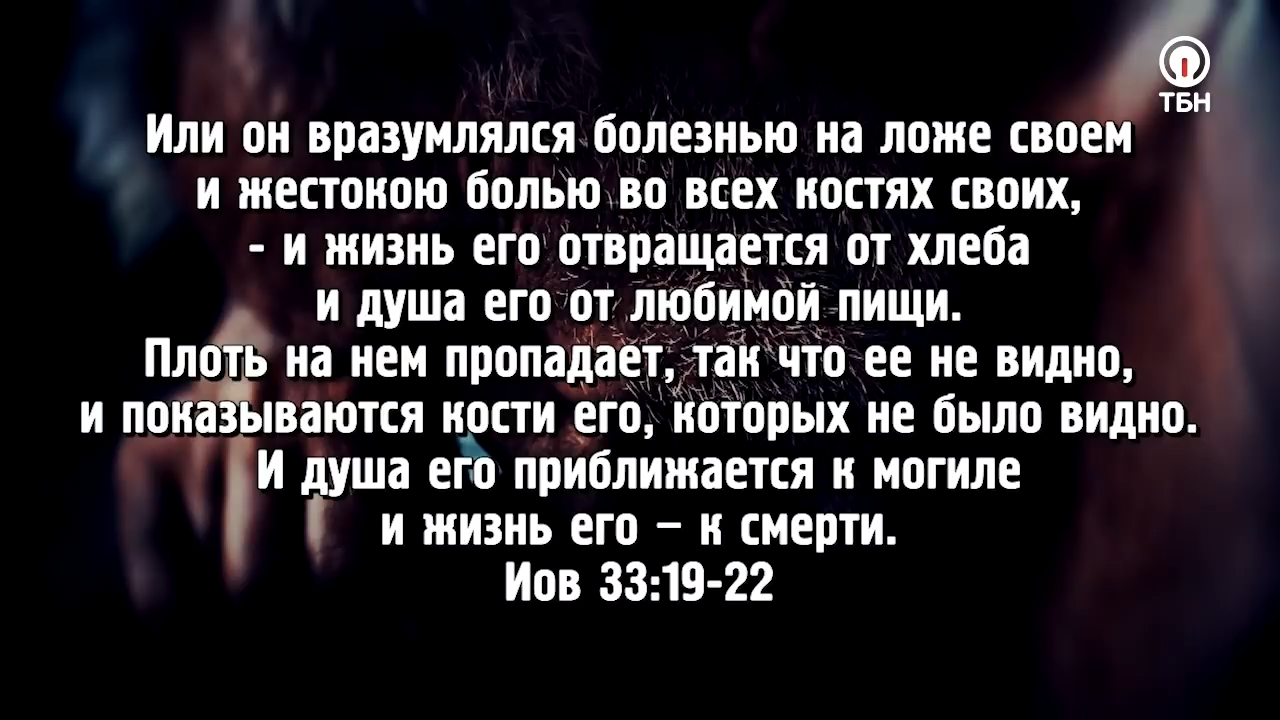 ТБН
Или он вразумлялся болезнью на ложе своем
и жестокою болью во всех костях своих,
- и жизнь его отвращается от хлеба
и душа его от любимой пищи.
Плоть на нем пропадает, так что ее не видно,
и показываются кости его, которых не было видно.
И душа его приближается к могиле
и жизнь его – к смерти.
Иов 33:19-22